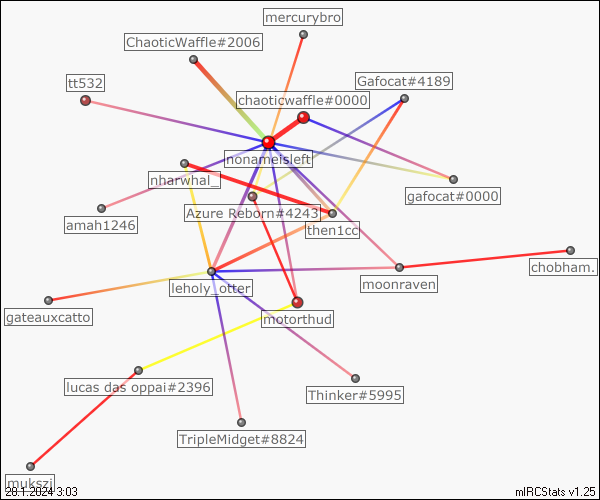 mercurybro
ChaoticWaffle#2006
tt532
Gafocat#4189
chaoticwaffle#0000
nonameisleft
nharwhal_
gafocat#0000
Azure Reborn#4243
amah1246
then1cc
chobham.
moonraven
leholy_otter
gateauxcatto
motorthud
lucas das oppai#2396
Thinker#5995
TripleMidget#8824
mukszi
28.1.2024 3:03
mIRCStats v1.25